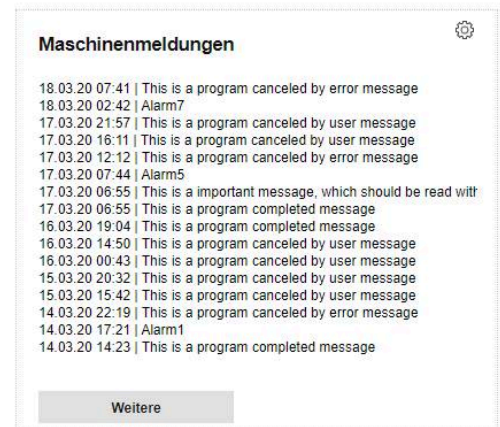 Maschinenmeldungen
18.03.20 07:41 | This is a program canceled by error message
18.03.20 02:42 | Alarm7
17.03.20 21:57 | This is a program canceled by user message
17.03.20 16:11 | This is a program canceled by user message
17.03.20 12:12 | This is a program canceled by error message
17.03.20 07:44 | Alarm5
17.03.20 06:55 | This is a important message, which should be read with
17.03.20 06:55 | This is a program completed message
16.03.20 19:04 | This is a program completed message
16.03.20 14:50 | This is a program canceled by user message
16.03.20 00:43 | This is a program canceled by user message
15.03.20 20:32 | This is a program canceled by user message
15.03.20 15:42 | This is a program canceled by user message
14.03.20 22:19 | This is a program canceled by error message
14.03.20 17:21 | Alarm1
14.03.20 14:23 | This is a program completed message
Weitere